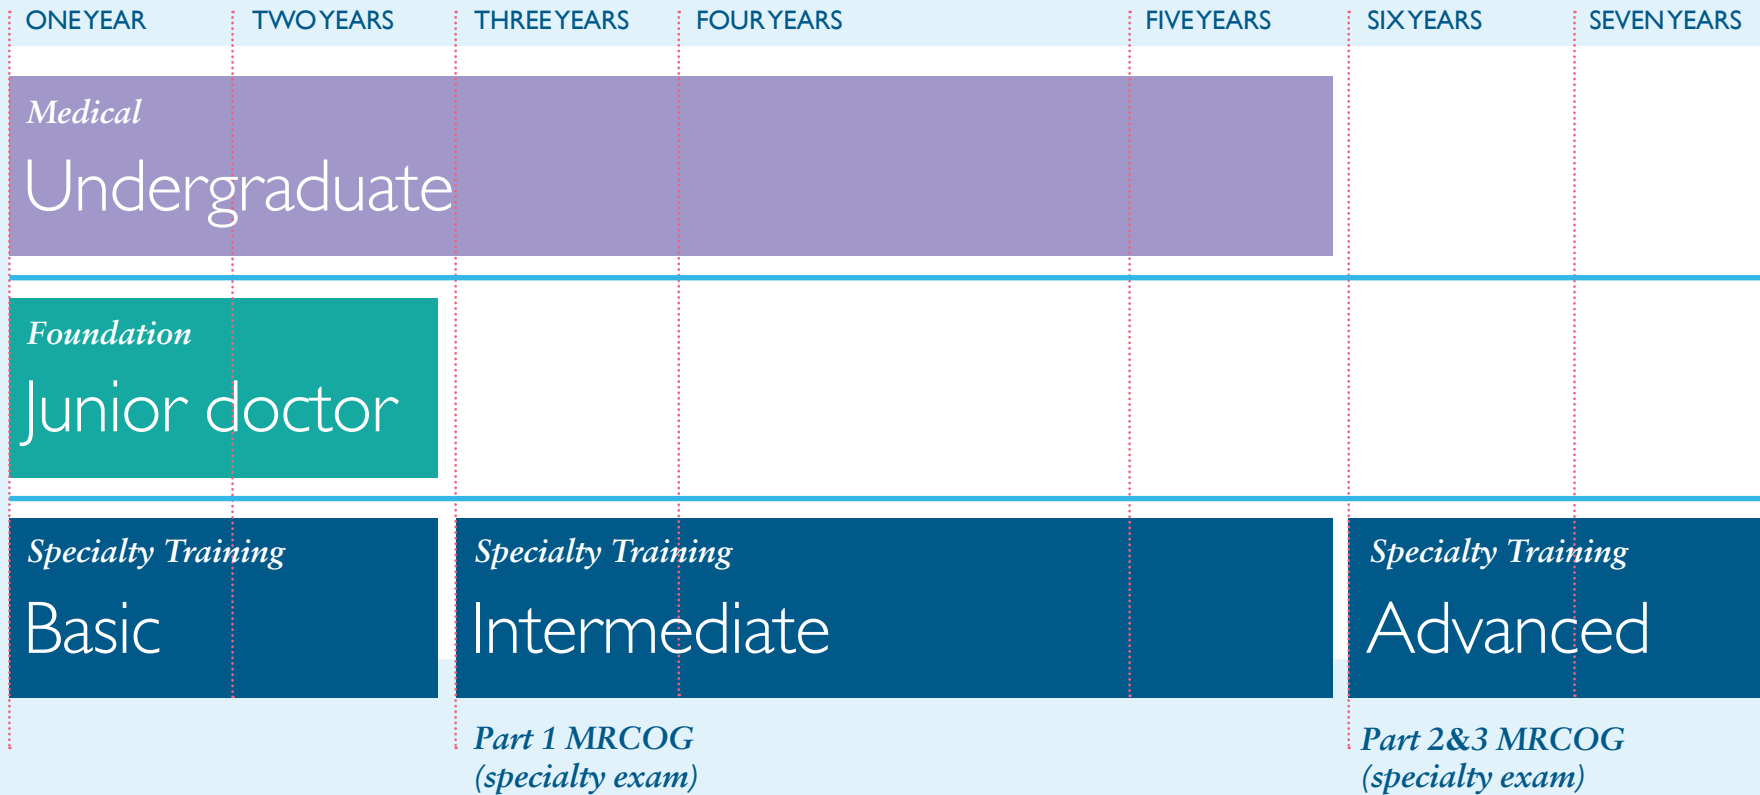 ONE YEAR
TWO YEARS
THREE YEARS
FOUR YEARS
FIVE YEARS
SIX YEARS
SEVEN YEARS
Medical
Undergraduate
Foundation
Junior doctor
Specialty Training
Basic
Specialty Training
Intermediate
Specialty Training
Advanced
Part 1 MRCOG
(specialty exam)
Part 2&3 MRCOG
(specialty exam)